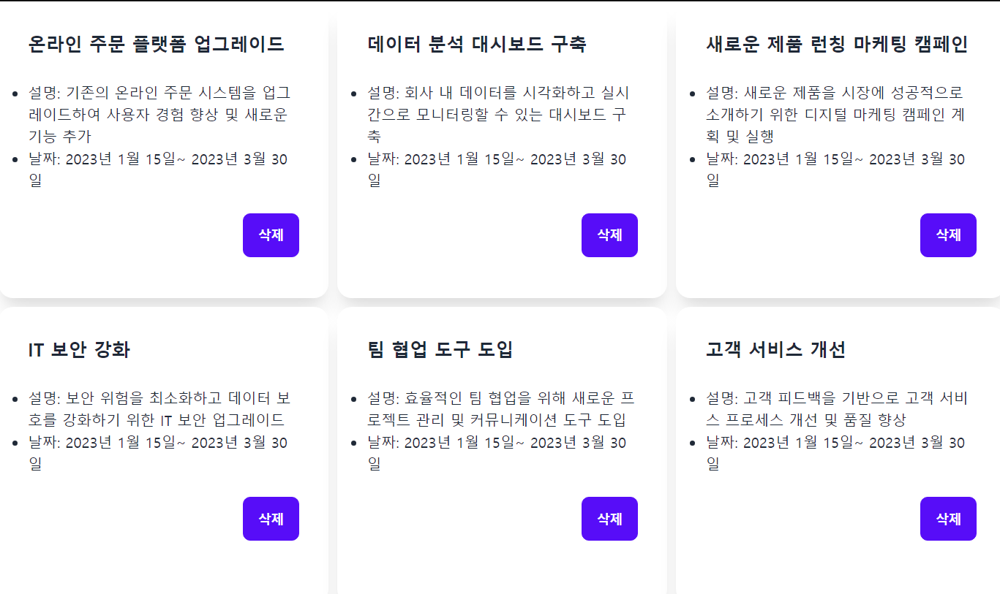 온라인 주문 플랫폼 업그레이드
설명: 기존의 온라인 주문 시스템을 업그
레이드하여 사용자 경험 향상 및 새로운
기능 추가
날짜: 2023년 1월 15일~ 2023년 3월 30
일
삭제
데이터 분석 대시보드 구축
설명: 회사 내 데이터를 시각화하고 실시
간으로 모니터링할 수 있는 대시보드 구
축
날짜: 2023년 1월 15일~ 2023년 3월 30
일
삭제
새로운 제품 런칭 마케팅 캠페인
설명: 새로운 제품을 시장에 성공적으로
소개하기 위한 디지털 마케팅 캠페인 계
획 및 실행
날짜: 2023년 1월 15일~ 2023년 3월 30
일
삭제
IT 보안 강화
설명: 보안 위험을 최소화하고 데이터 보
호를 강화하기 위한 IT 보안 업그레이드
날짜: 2023년 1월 15일~ 2023년 3월 30
일
삭제
팀 협업 도구 도입
설명: 효율적인 팀 협업을 위해 새로운 프
로젝트 관리 및 커뮤니케이션 도구 도입
날짜: 2023년 1월 15일~ 2023년 3월 30
일
삭제
고객 서비스 개선
설명: 고객 피드백을 기반으로 고객 서비
스 프로세스 개선 및 품질 향상
날짜: 2023년 1월 15일~ 2023년 3월 30
일
삭제